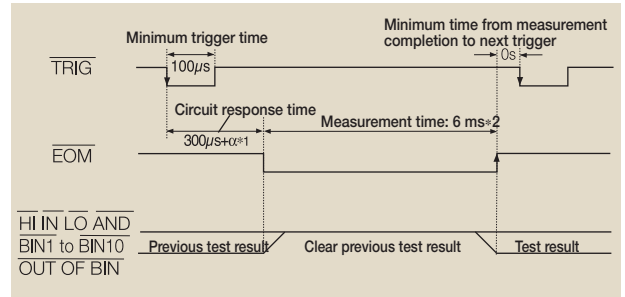 Minimum trigger time
Minimum time from measurement
completion to next trigger
TRIG
100µs
0s
Circuit response time
Measurement time: 6 ms*2
300µs+α*1
EOM
HI IN LO AND
BIN1 to BIN10
OUT OF BIN
Previous test result
Clear previous test result
Test result